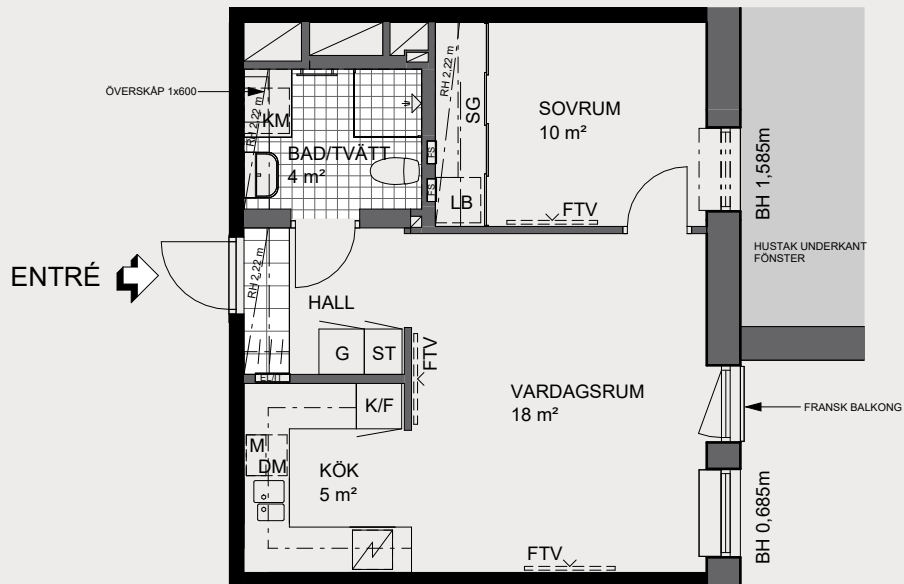 ÖVERSKÅP 1x600
RH 2,22 m
KM
BAD/TVÄTT
4 m²
RH 2,22 m
SG
LB
FS
FS
SOVRUM
10 m²
FTV
BH 1,585m
HUSTAK UNDERKANT
FÖNSTER
ENTRÉ
RH 2,22 m
HALL
G
ST
FTV
EL/IT
K/F
M
DM
KÖK
5 m²
VARDAGSRUM
18 m²
FRANSK BALKONG
BH 0,685m
FTV